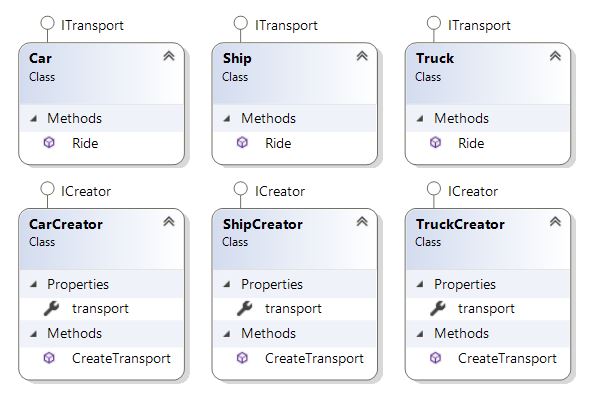 ITransport
Car
Class
Methods
Ride
ITransport
Ship
Class
Methods
Ride
ITransport
Truck
Class
Methods
Ride
ICreator
CarCreator
Class
Properties
transport
Methods
CreateTransport
ICreator
ShipCreator
Class
Properties
transport
Methods
CreateTransport
ICreator
TruckCreator
Class
Properties
transport
Methods
CreateTransport